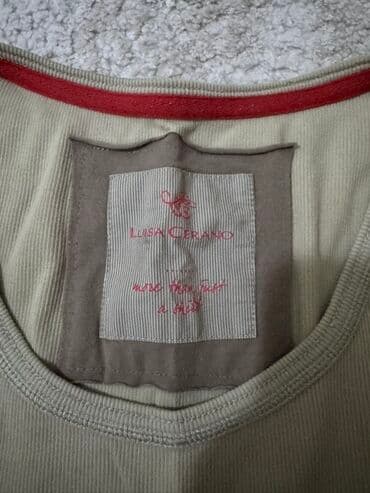 LUISA CERANO
more than just
a shirt